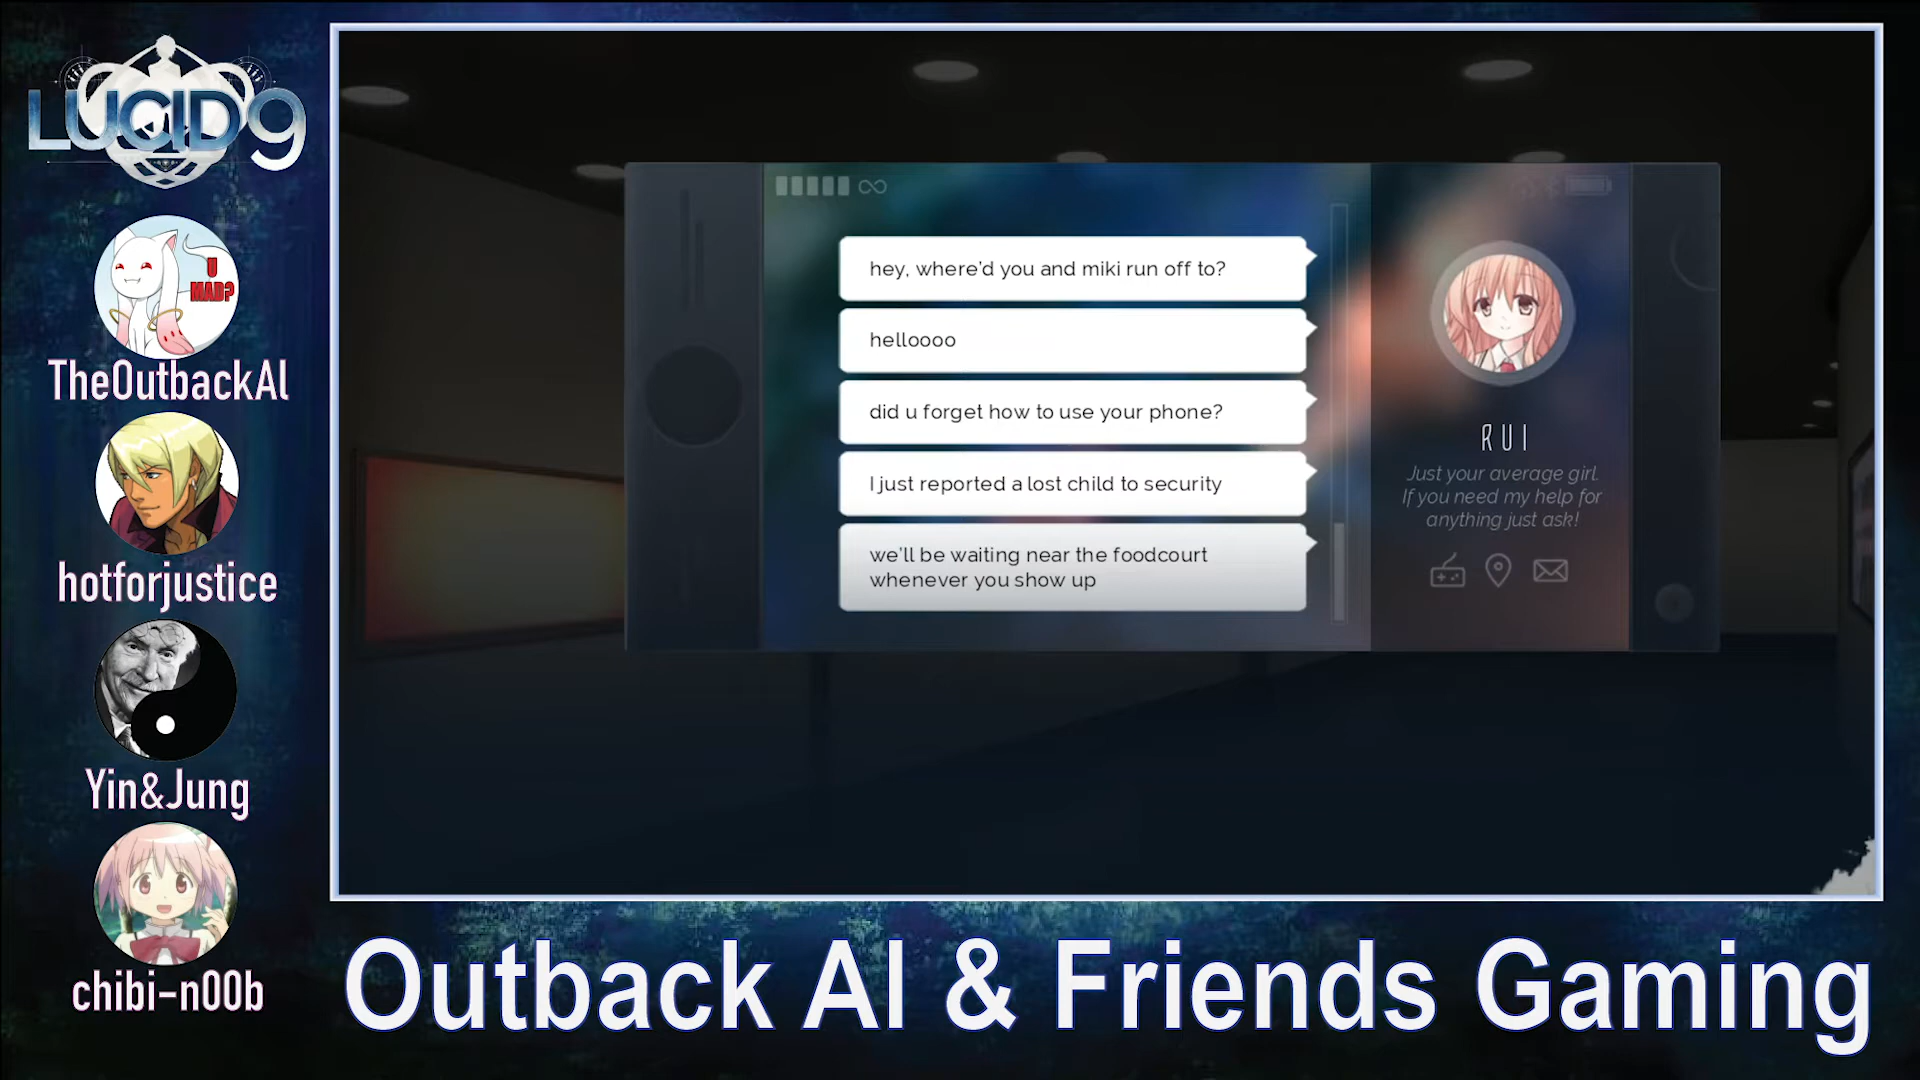 LUCID9
U
MAD?
TheOutbackAl
hotforjustice
Yin&Jung
chibi-n00b
hey, where'd you and miki run off to?
helloooo
did u forget how to use your phone?
I just reported a lost child to security
we'll be waiting near the foodcourt
whenever you show up
RUI
Just your average girl.
If you need my help for
anything just ask!
Outback Al & Friends Gaming